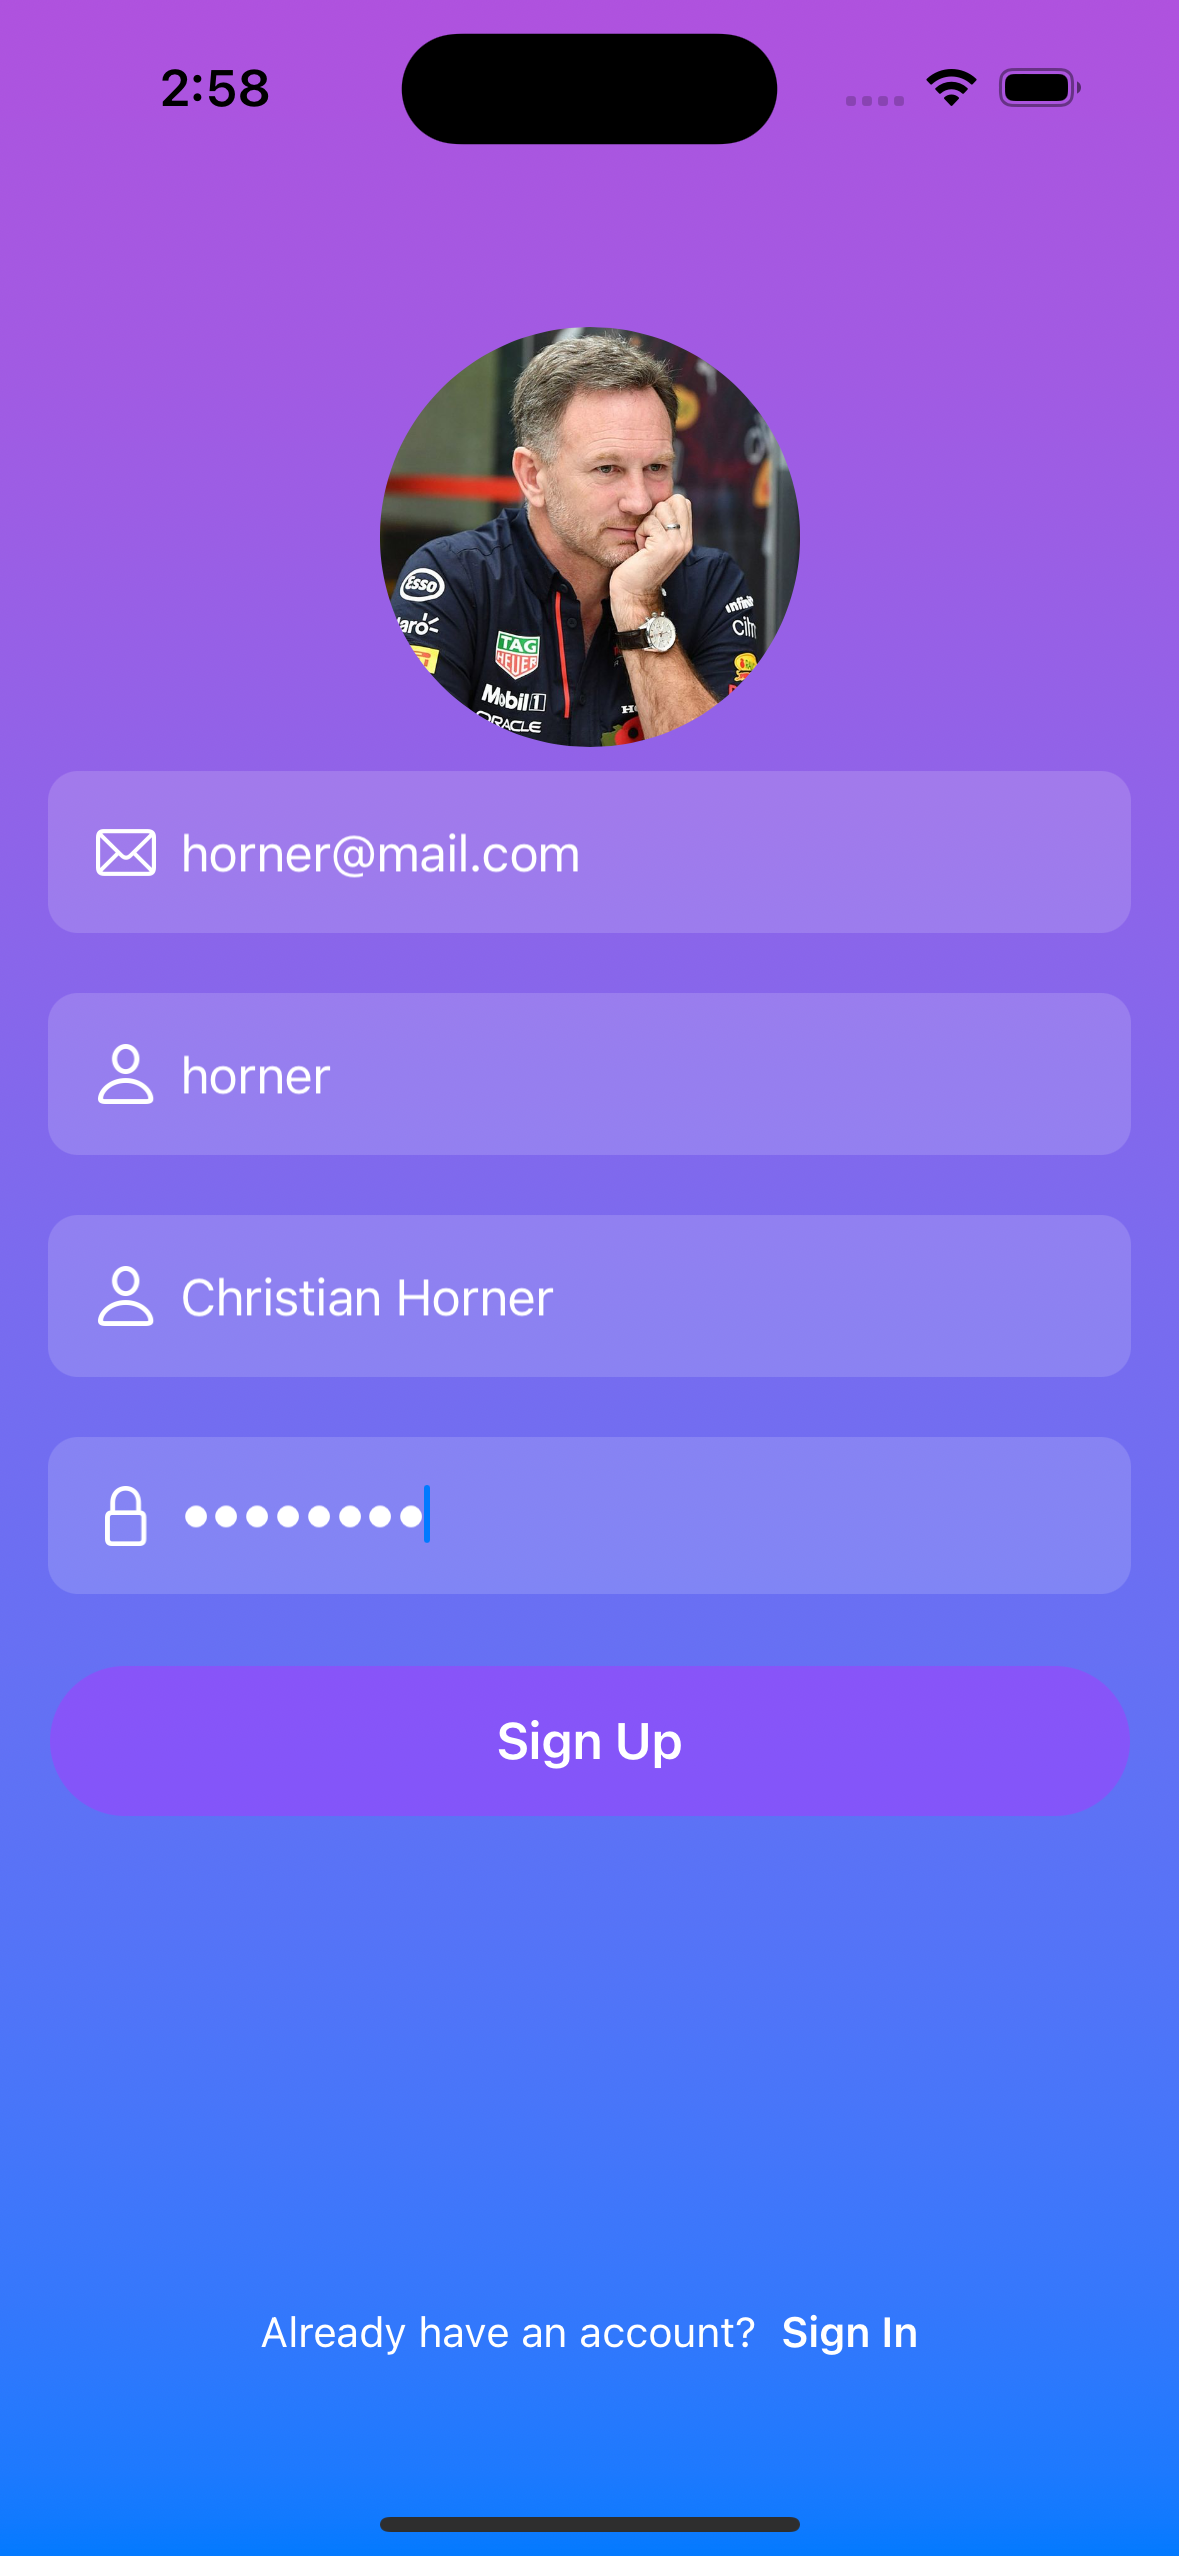 2:58
Esso
TAG
HEUER
Mobil 1
ORACLE
horner@mail.com
horner
Christian Horner
Sign Up
Already have an account? Sign In